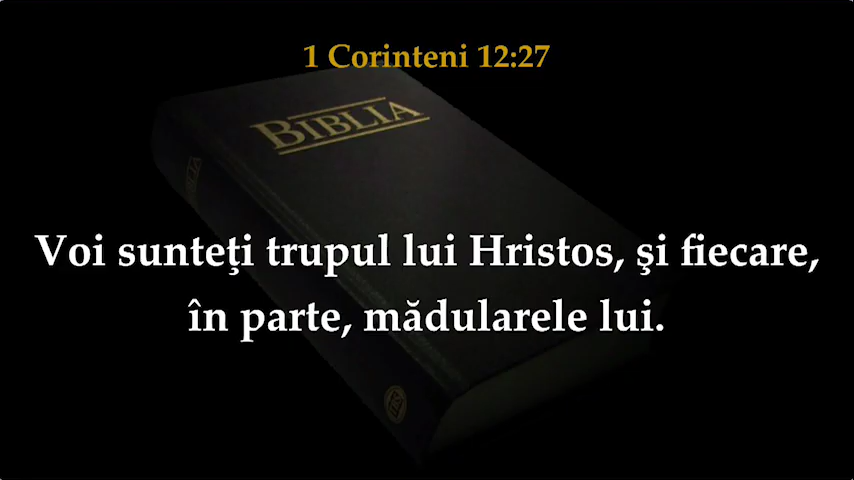 1 Corinteni 12:27
BIBLIA
Voi sunteţi trupul lui Hristos, şi fiecare,
în parte, mădularele lui.